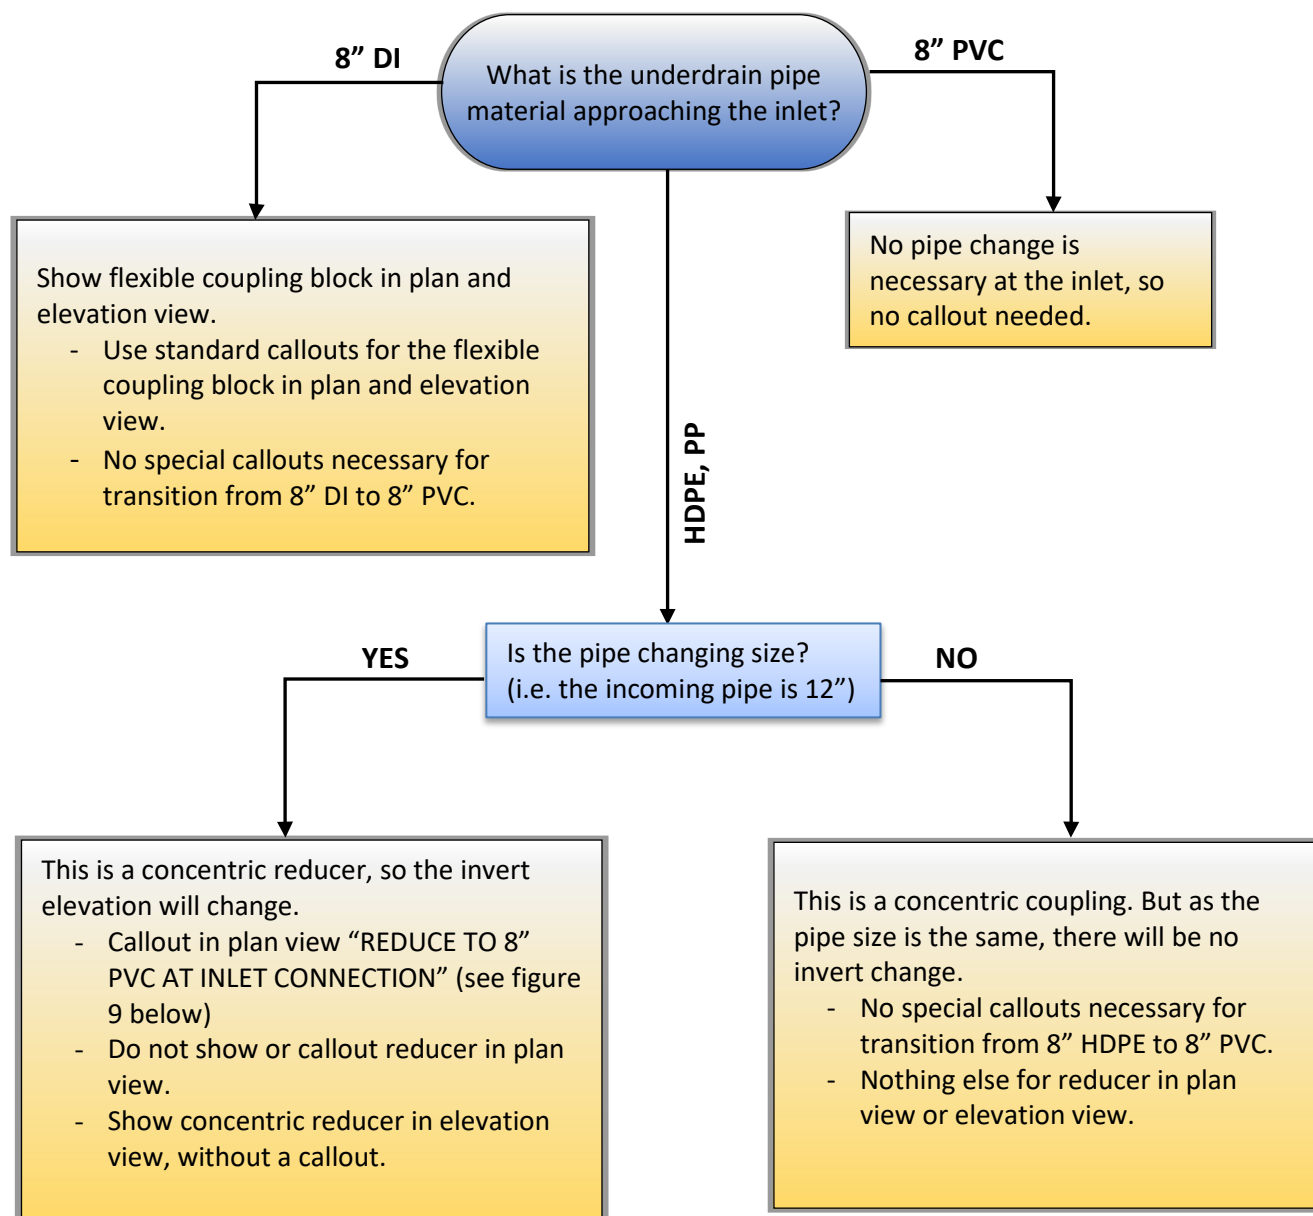 8” DI
8” PVC
What is the underdrain pipe
material approaching the inlet?
Show flexible coupling block in plan and
elevation view.
- Use standard callouts for the flexible
coupling block in plan and elevation
view.
- No special callouts necessary for
transition from 8” DI to 8” PVC.
No pipe change is
necessary at the inlet, so
no callout needed.
HDPE, PP
Is the pipe changing size?
(i.e. the incoming pipe is 12”)
YES
NO
This is a concentric reducer, so the invert
elevation will change.
- Callout in plan view “REDUCE TO 8”
PVC AT INLET CONNECTION” (see figure
9 below)
- Do not show or callout reducer in plan
view.
- Show concentric reducer in elevation
view, without a callout.
This is a concentric coupling. But as the
pipe size is the same, there will be no
invert change.
- No special callouts necessary for
transition from 8” HDPE to 8” PVC.
- Nothing else for reducer in plan
view or elevation view.